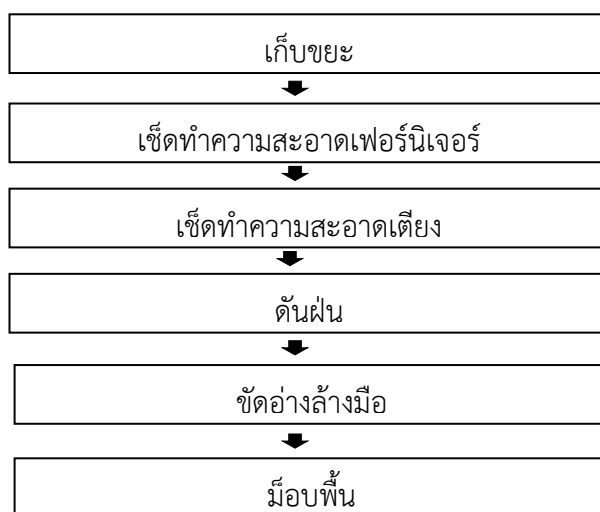 เก็บขยะ
เช็ดทำความสะอาดเฟอร์นิเจอร์
เช็ดทำความสะอาดเตียง
ดันฝุ่น
ขัดอ่างล้างมือ
ม็อบพื้น